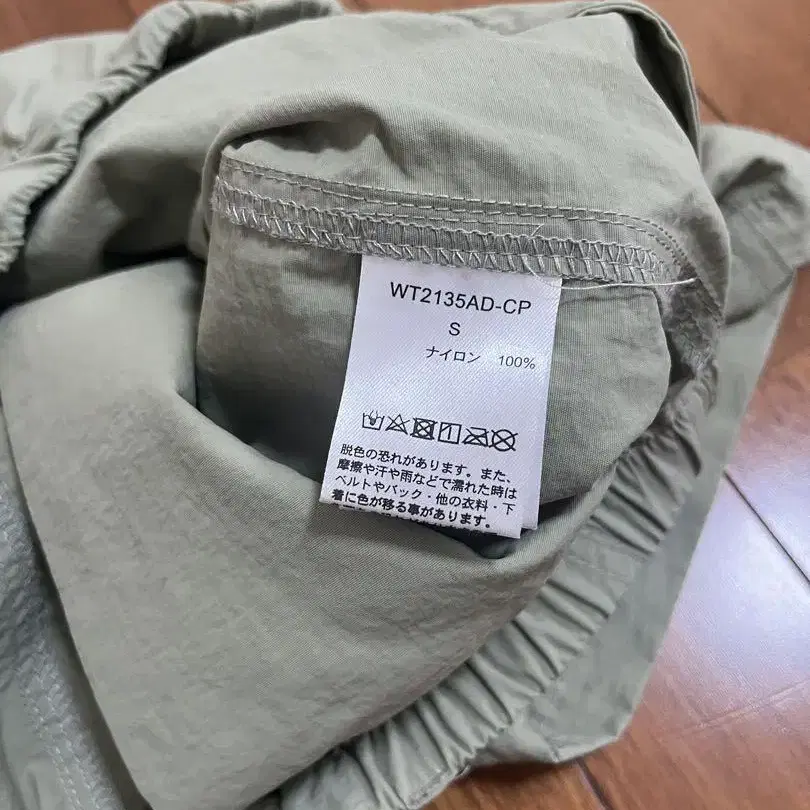 WT2135AD-CP
S
ナイロン 100%
脱色の恐れがあります。また、
摩擦や汗や雨などで濡れた時は
ベルトやバック・他の衣料・下
着に色が移る事があります。